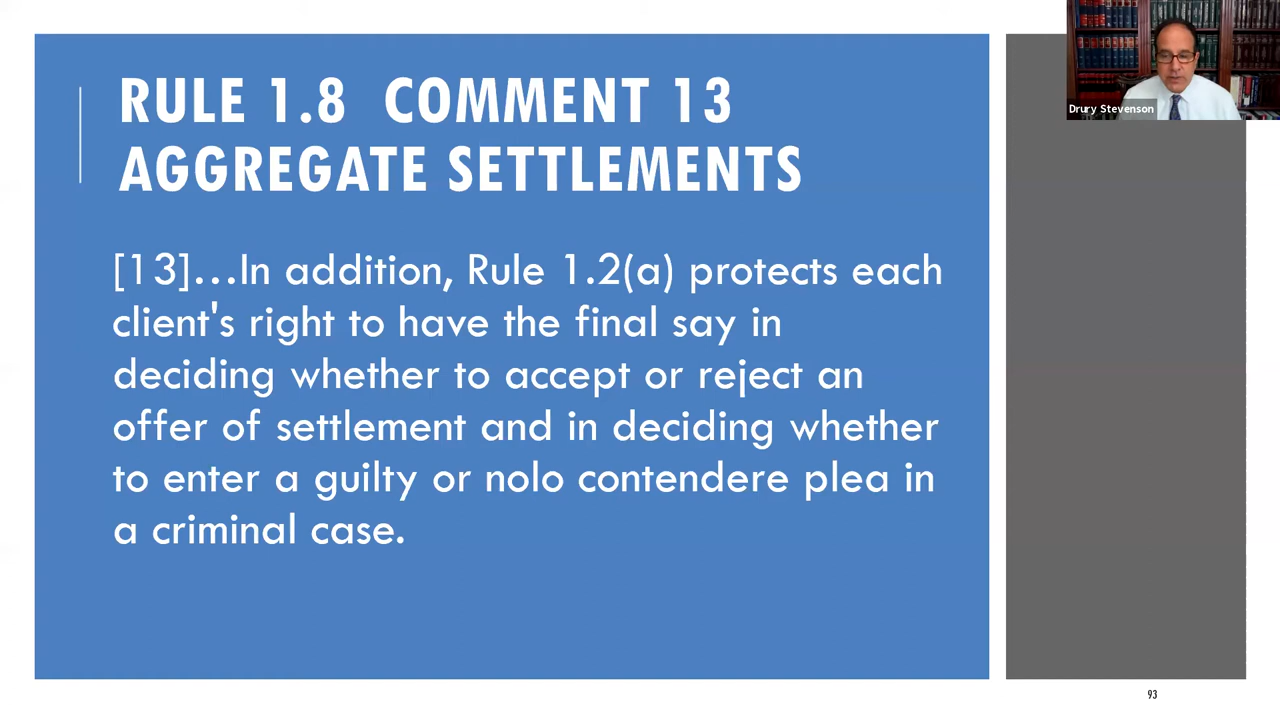 RULE 1.8 COMMENT 13
AGGREGATE SETTLEMENTS
[13]…In addition, Rule 1.2(a) protects each
client's right to have the final say in
deciding whether to accept or reject an
offer of settlement and in deciding whether
to enter a guilty or nolo contendere plea in
a criminal case.
Drury Stevenson
93